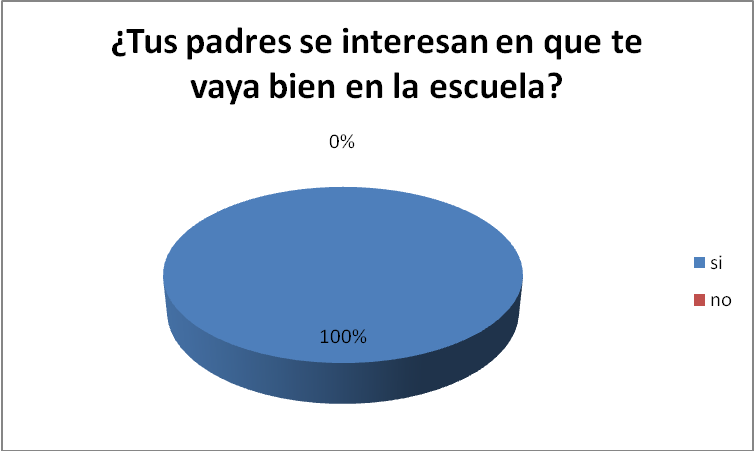 ¿Tus padres se interesan en que te
vaya bien en la escuela?
0%
100%
si
no